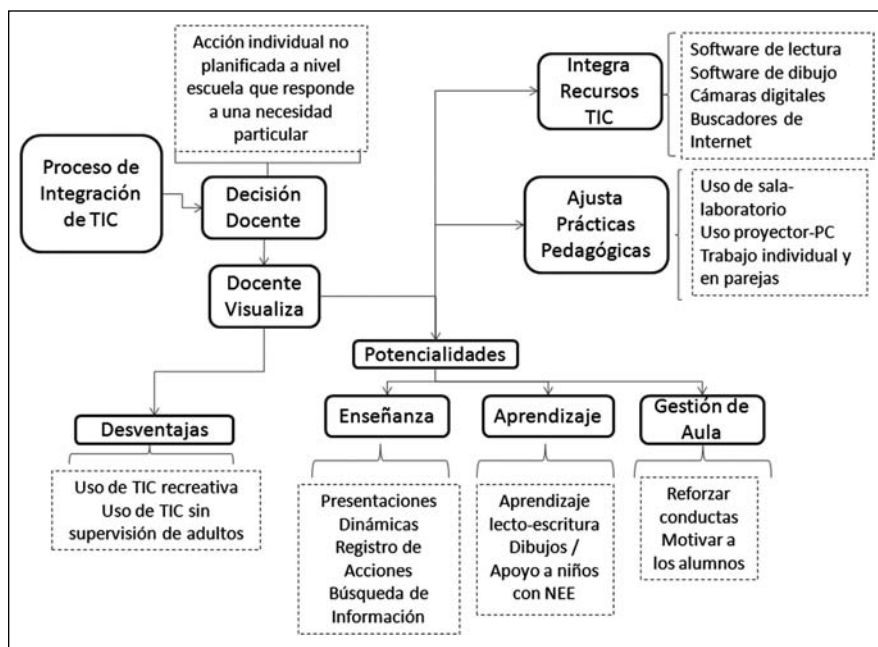 Acción individual no
planificada a nivel
escuela que responde
a una necesidad
particular
Proceso de
Integración
de TIC
Decisión
Docente
Docente
Visualiza
Integra
Recursos
TIC
Software de lectura
Software de dibujo
Cámaras digitales
Buscadores de
Internet
Ajusta
Prácticas
Pedagógicas
Uso de sala-
laboratorio
Uso proyector-PC
Trabajo individual y
en parejas
Potencialidades
Desventajas
Uso de TIC recreativa
Uso de TIC sin
supervisión de adultos
Enseñanza
Presentaciones
Dinámicas
Registro de
Acciones
Búsqueda de
Información
Aprendizaje
Aprendizaje
lecto-escritura
Dibujos /
Apoyo a niños
con NEE
Gestión de
Aula
Reforzar
conductas
Motivar a
los alumnos